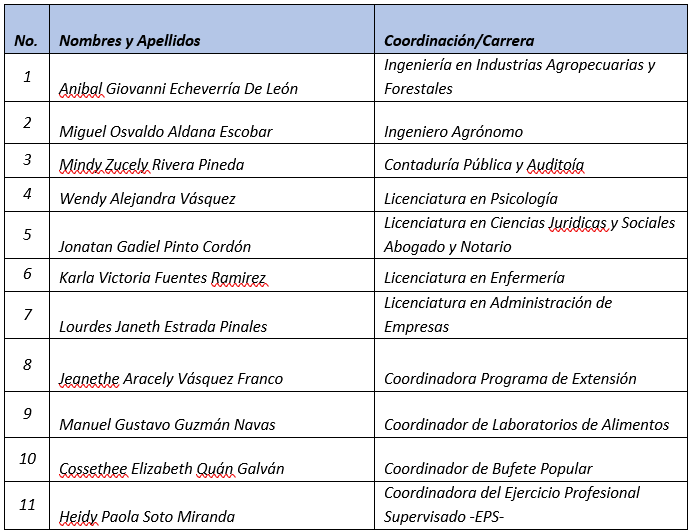 No. Nombres y Apellidos Coordinación/Carrera
1 Anibal Giovanni Echeverría De León Ingeniería en Industrias Agropecuarias y
Forestales
2 Miguel Osvaldo Aldana Escobar Ingeniero Agrónomo
3 Mindy Zucely Rivera Pineda Contaduría Pública y Auditoíq
4 Wendy Alejandra Vásquez Licenciatura en Psicología
5 Jonatan Gadiel Pinto Cordón Licenciatura en Ciencias Juridicas y Sociales
Abogado y Notario
6 Karla Victoria Fuentes Ramirez Licenciatura en Enfermería
7 Lourdes Janeth Estrada Pinales Licenciatura en Administración de
Empresas
8 Jeanethe Aracely Vásquez Franco Coordinadora Programa de Extensión
9 Manuel Gustavo Guzmán Navas Coordinador de Laboratorios de Alimentos
10 Cossethee Elizabeth Quán Galván Coordinador de Bufete Popular
11 Heidy Paola Soto Miranda Coordinadora del Ejercicio Profesional
Supervisado -EPS-